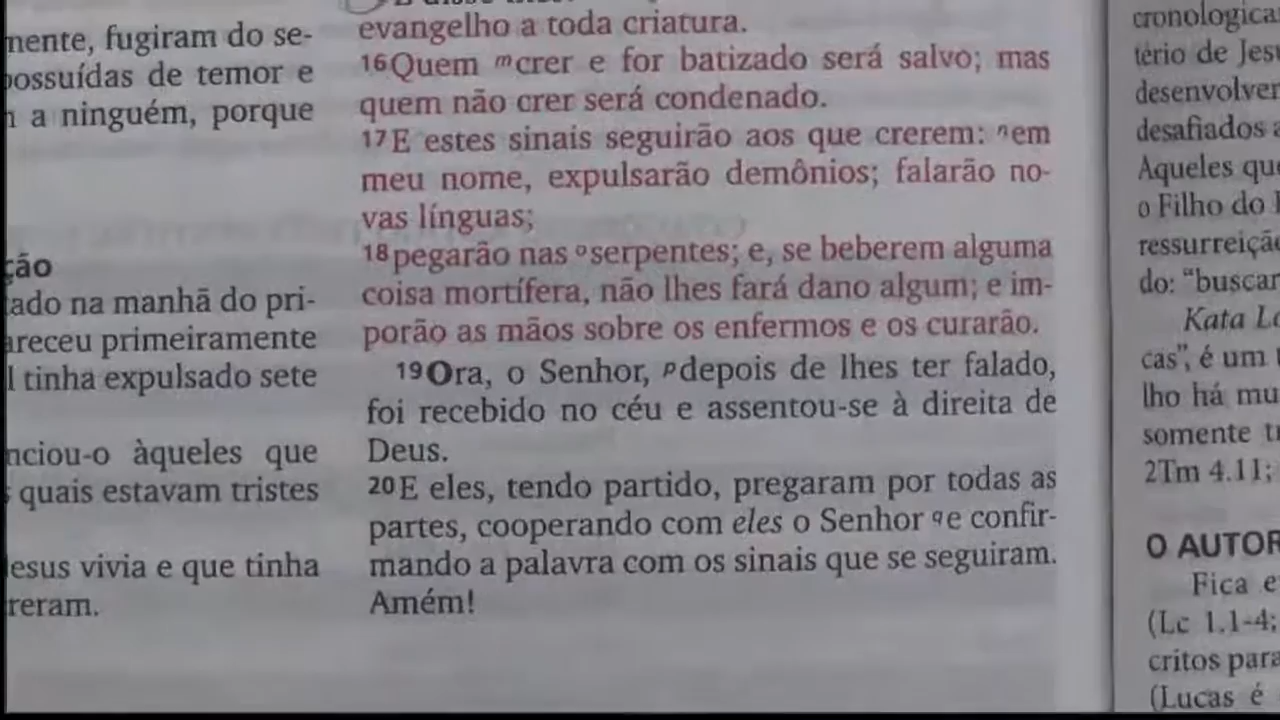 mente, fugiram do se-
possuídas de temor e
a ninguém, porque
ção
tado na manhã do pri-
areceu primeiramente
tinha expulsado sete
nciou-o àqueles que
quais estavam tristes
esus vivia e que tinha
reram.
evangelho a toda criatura.
16Quem mcrer e for batizado será salvo; mas
quem não crer será condenado.
17E estes sinais seguirão aos que crerem: nem
meu nome, expulsarão demônios; falarão no-
vas línguas;
18pegarão nas oserpentes; e, se beberem alguma
coisa mortífera, não lhes fará dano algum; e im-
porão as mãos sobre os enfermos e os curarão.
19Ora, o Senhor, pdepois de lhes ter falado,
foi recebido no céu e assentou-se à direita de
Deus.
20E eles, tendo partido, pregaram por todas as
partes, cooperando com eles o Senhor qe confir-
mando a palavra com os sinais que se seguiram.
Amém!
cronologica
tério de Jes
desenvolver
desafiados
Aqueles que
o Filho do
ressurreiçã
do: "buscar
Kata L
cas", é um
lho há mu
somente t
2Tm 4.11;
O AUTOR
Fica e
(Lc 1.1-4;
critos para
(Lucas é